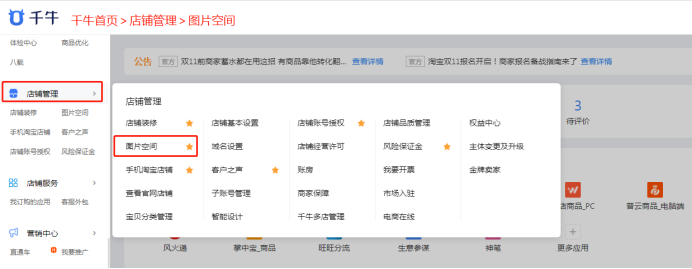 千牛 千牛首页 > 店铺管理 > 图片空间
体检中心 商品优化
八载
店铺管理
店铺装修 图片空间
手机淘宝店铺 客户之声
店铺账号授权 风险保证金
店铺服务
我订购的应用 客服外包
营销中心
直通车 我要推广
公告 官方 双11前商家蓄水都在用这招 有商品靠他转化翻... 查看详情 官方 淘宝双11报名开启！商家报名备战指南来了 查看详情
店铺管理
店铺装修 店铺基本设置 店铺账号授权 店铺品质管理 权益中心
图片空间 域名设置 店铺经营许可 风险保证金 主体变更及升级
手机淘宝店铺 客户之声 账房 我要开票 金牌卖家
查看官网店铺 子账号管理 商家保障 市场入驻
宝贝分类管理 智能设计 千牛多店管理 电商在线
3
待评价
店商品_PC 普云商品_电脑端
风火递 掌中宝_商品 旺旺分流 生意参谋 神笔 更多应用